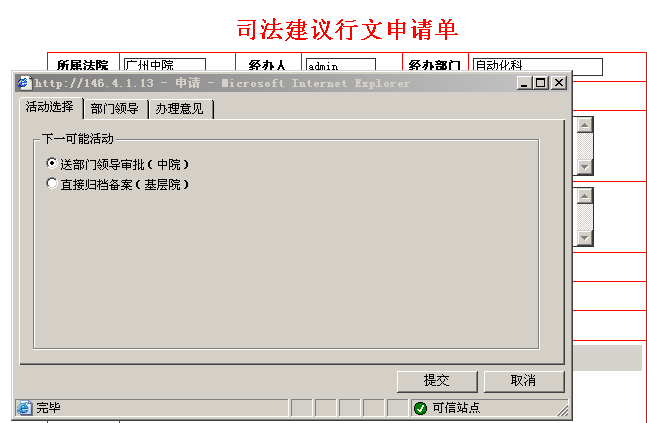 司法建议行文申请单
所属法院 广州中院 经办人 admin 经办部门 自动化科
http://146.4.1.13 - 申请 - Microsoft Internet Explorer
活动选择 部门领导 办理意见
下一可能活动
送部门领导审批(中院)
直接归档备案(基层院)
提交 取消
完毕 可信站点